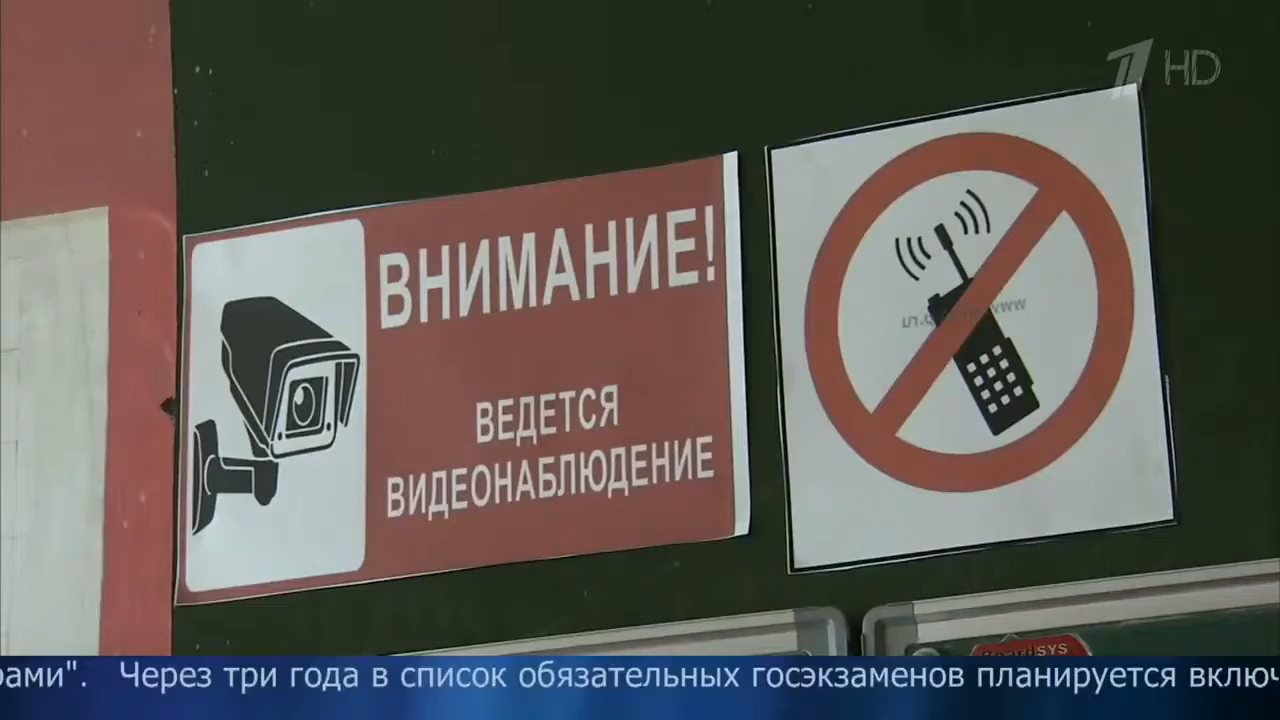 1 HD
ВНИМАНИЕ!
ВЕДЕТСЯ
ВИДЕОНАБЛЮДЕНИЕ
рами".   Через три года в список обязательных госэкзаменов планируется включ